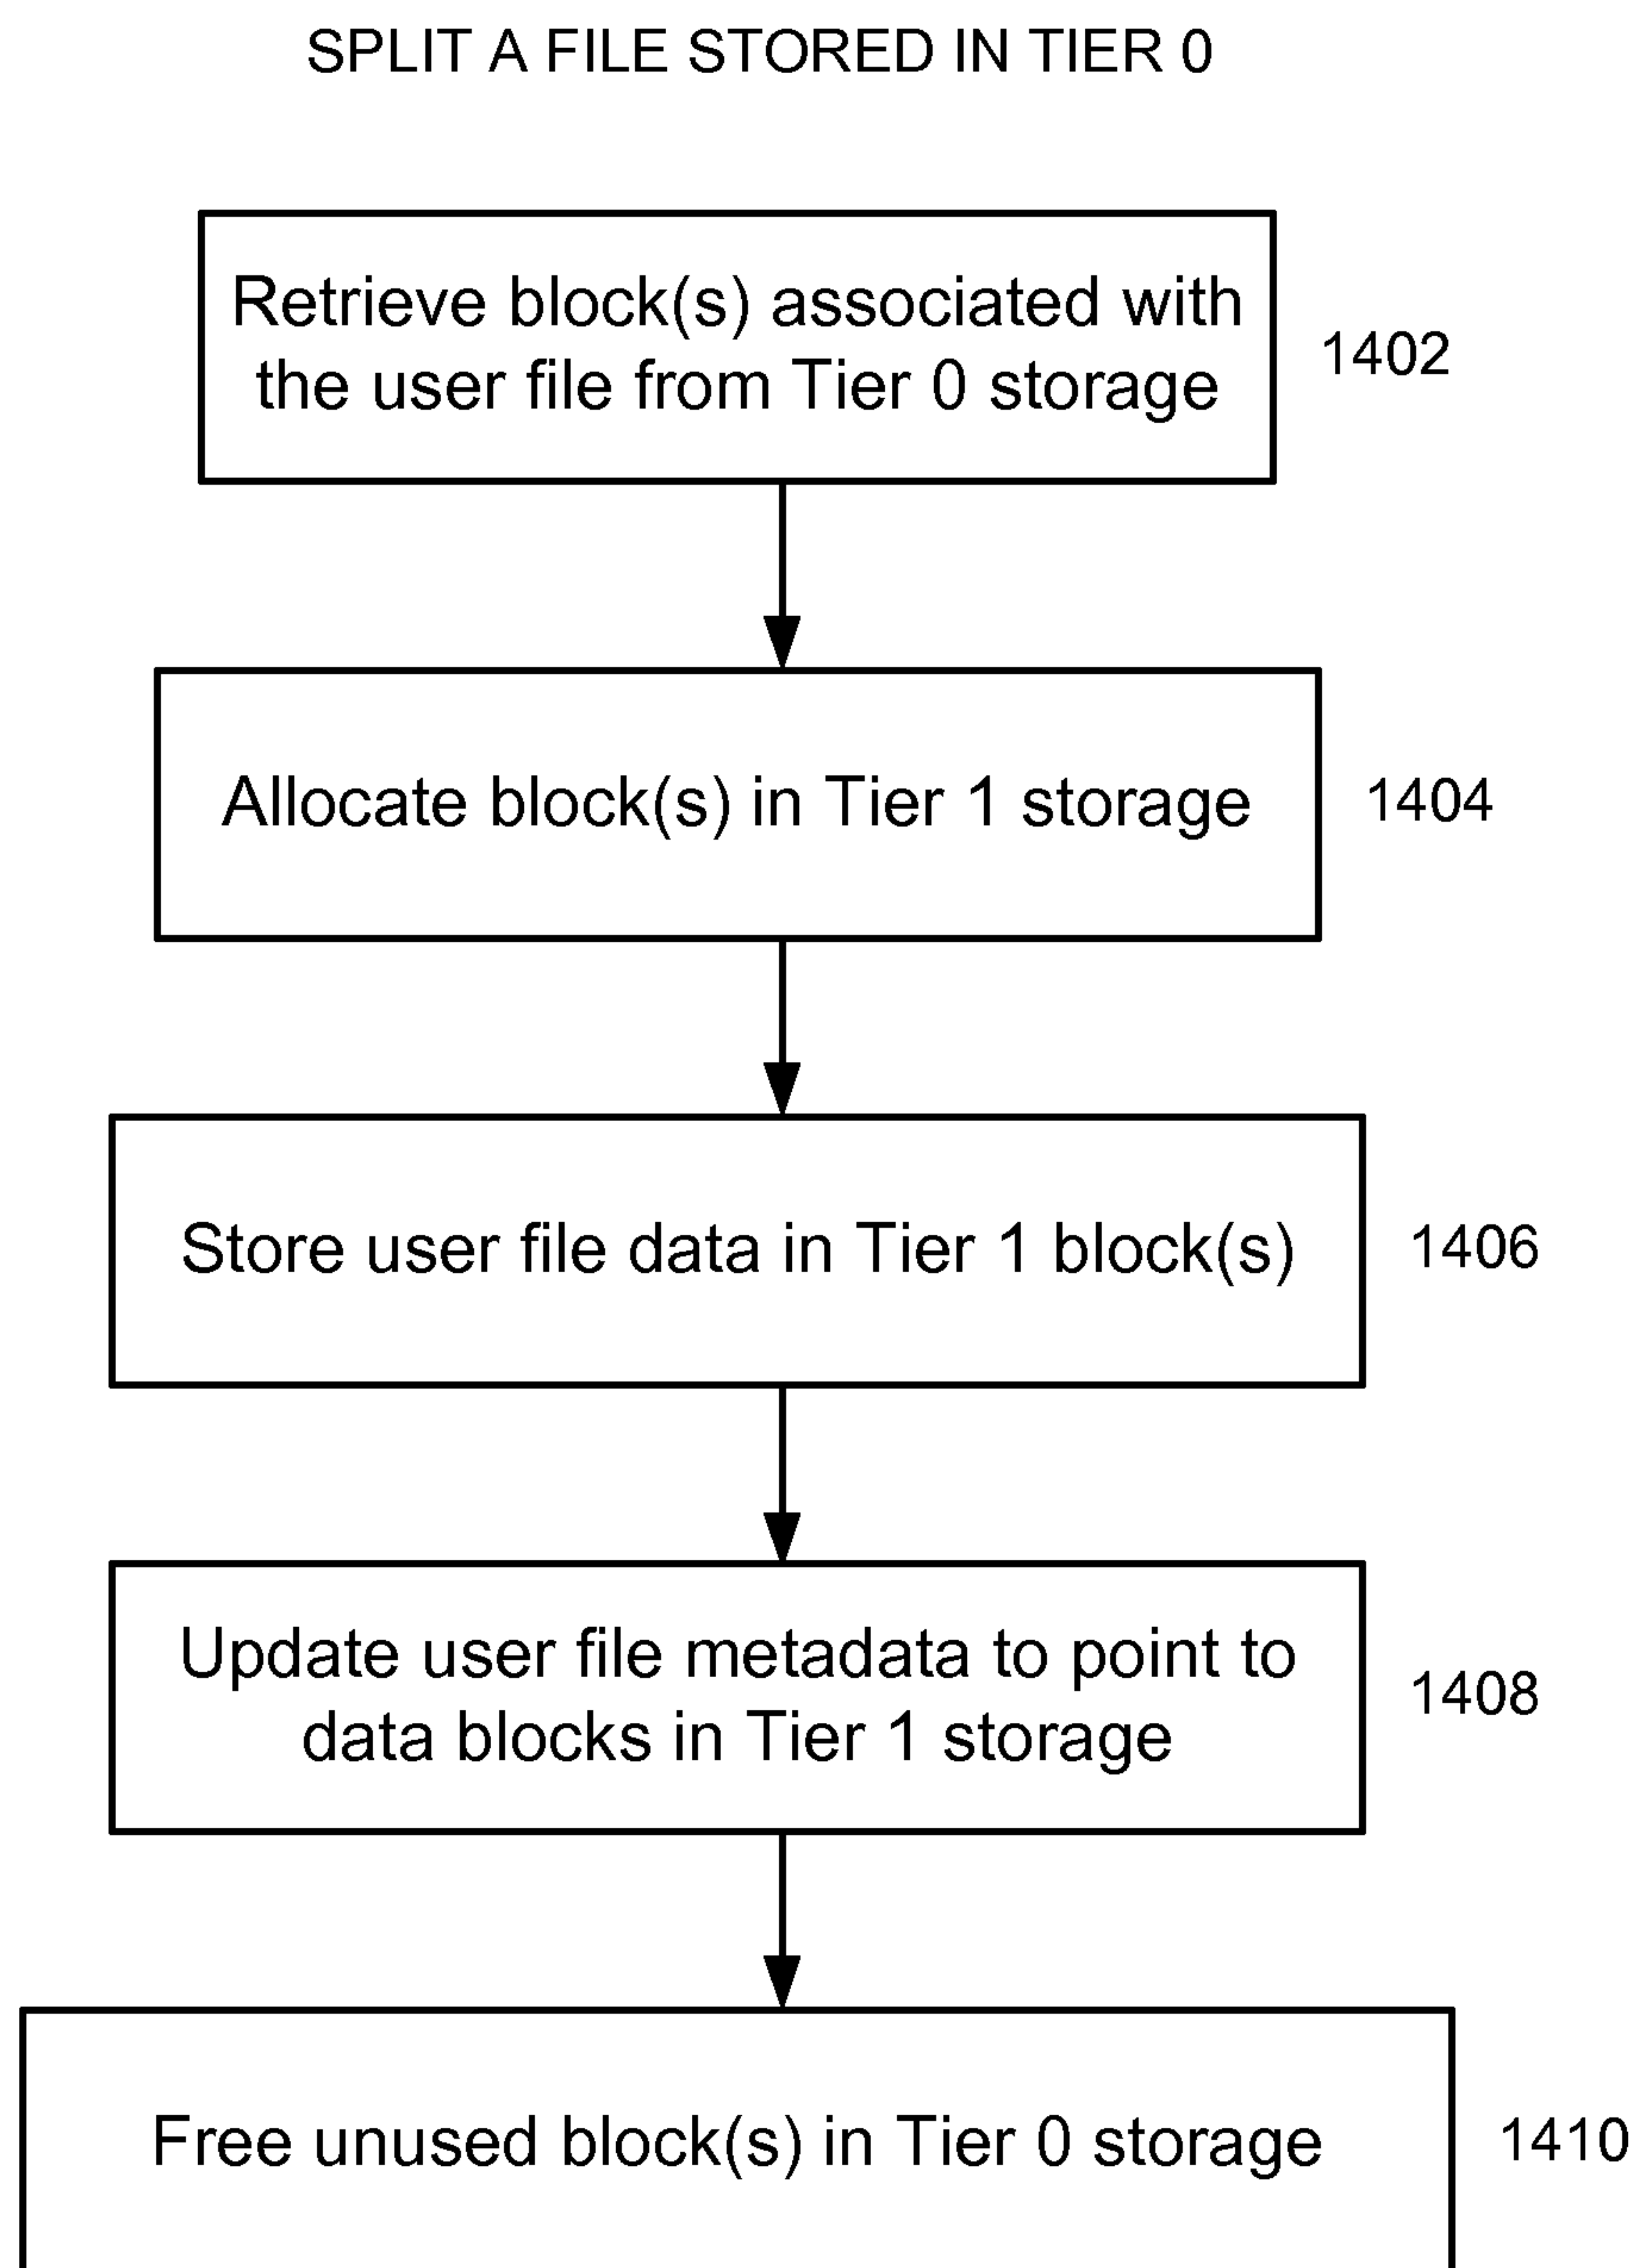 SPLIT A FILE STORED IN TIER 0
Retrieve block(s) associated with
the user file from Tier 0 storage
1402
Allocate block(s) in Tier 1 storage
1404
Store user file data in Tier 1 block(s)
1406
Update user file metadata to point to
data blocks in Tier 1 storage
1408
Free unused block(s) in Tier 0 storage
1410